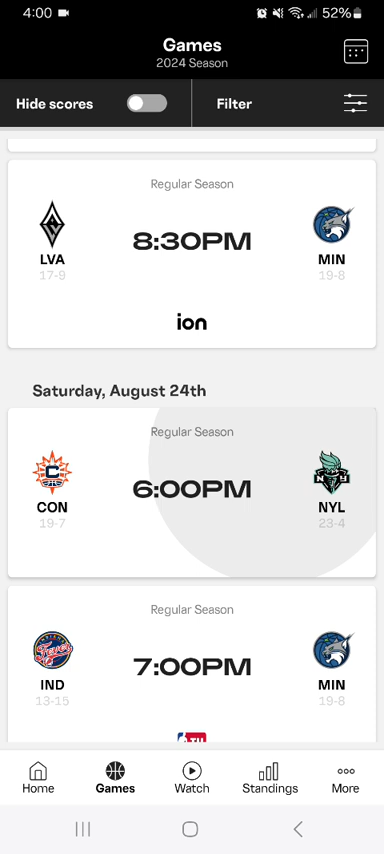 4:00 52%
Games
2024 Season
Hide scores Filter
Regular Season
8:30PM
LVA MIN
17-9 19-8
ion
Saturday, August 24th
Regular Season
6:00PM
CON NYL
19-7 23-4
Regular Season
7:00PM
IND MIN
13-15 19-8
Home Games Watch Standings More